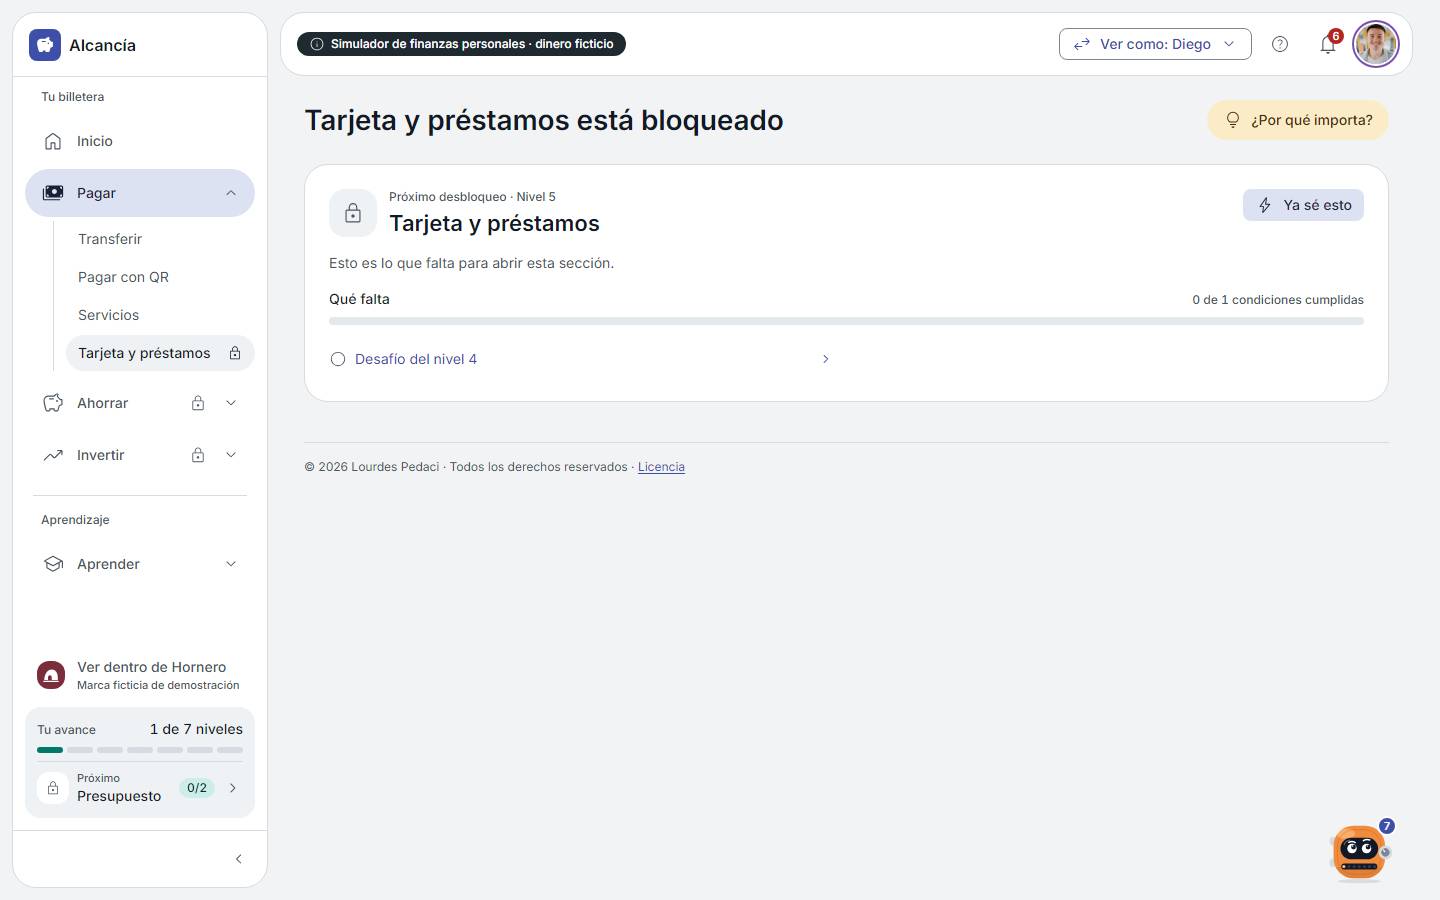 Alcancía
Simulador de finanzas personales · dinero ficticio
Ver como: Diego
6
Tu billetera
Inicio
Pagar
Transferir
Pagar con QR
Servicios
Tarjeta y préstamos
Ahorrar
Invertir
Aprendizaje
Aprender
Ver dentro de Hornero
Marca ficticia de demostración
Tu avance
1 de 7 niveles
Próximo
Presupuesto
0/2
Tarjeta y préstamos está bloqueado
¿Por qué importa?
Próximo desbloqueo · Nivel 5
Tarjeta y préstamos
Ya sé esto
Esto es lo que falta para abrir esta sección.
Qué falta
0 de 1 condiciones cumplidas
Desafío del nivel 4
© 2026 Lourdes Pedaci · Todos los derechos reservados · Licencia
7